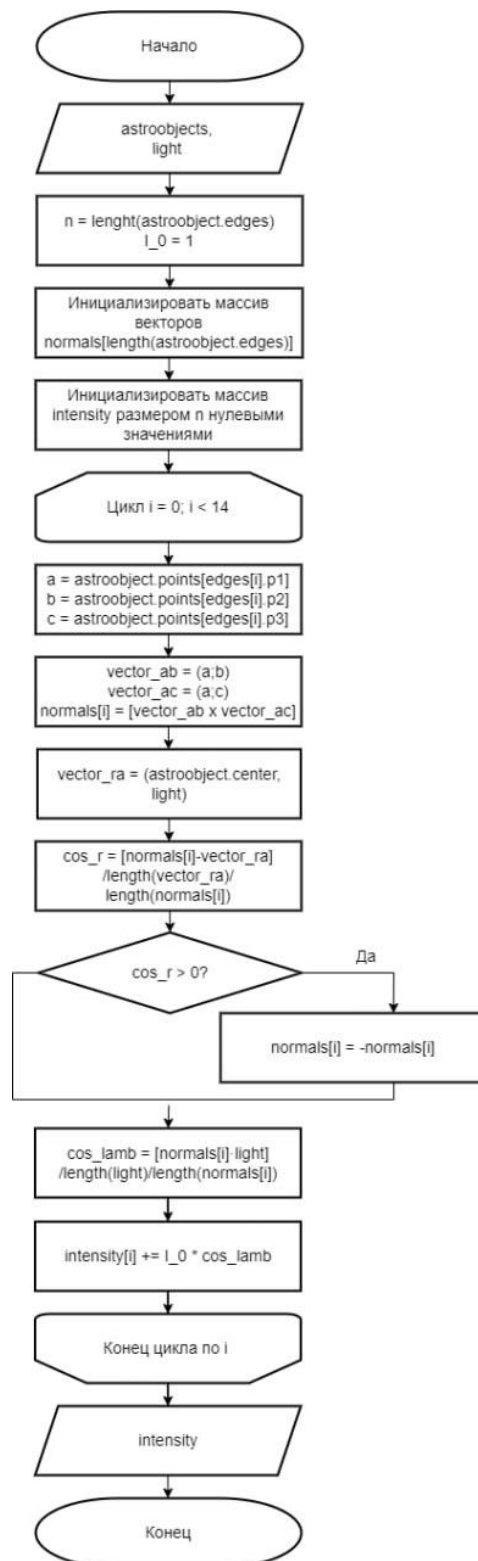 Начало
astroobjects,
light
n = lenght(astroobject.edges)
I_0 = 1
Инициализировать массив
векторов
normals[length(astroobject.edges)]
Инициализировать массив
intensity размером n нулевыми
значениями
Цикл i = 0; i < 14
a = astroobject.points[edges[i].p1]
b = astroobject.points[edges[i].p2]
c = astroobject.points[edges[i].p3]
vector_ab = (a;b)
vector_ac = (a;c)
normals[i] = [vector_ab x vector_ac]
vector_ra = (astroobject.center,
light)
cos_r = [normals[i]-vector_ra]
/length(vector_ra)/
length(normals[i])
cos_r > 0?
Да
normals[i] = -normals[i]
cos_lamb = [normals[i]·light]
/length(light)/length(normals[i])
intensity[i] += I_0 * cos_lamb
Конец цикла по i
intensity
Конец